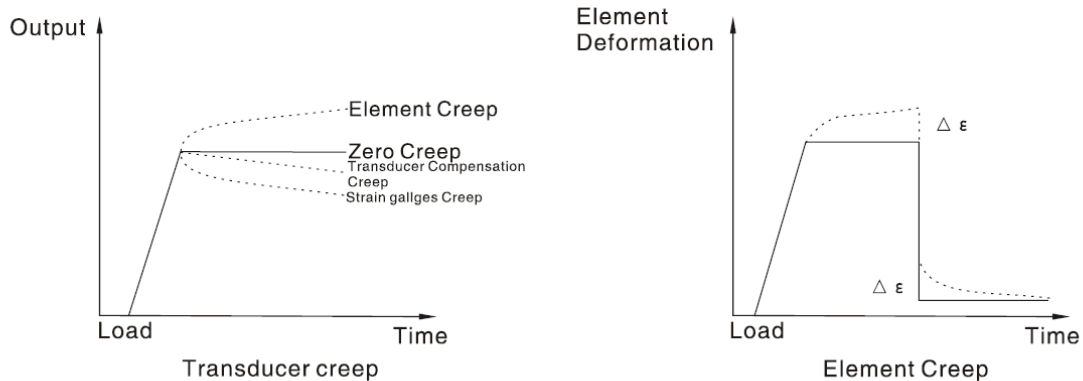 Output
Element Creep
Zero Creep
Transducer Compensation
Creep
Strain gallges Creep
Load
Time
Transducer creep
Element
Deformation
△ ε
△ ε
Load
Time
Element Creep